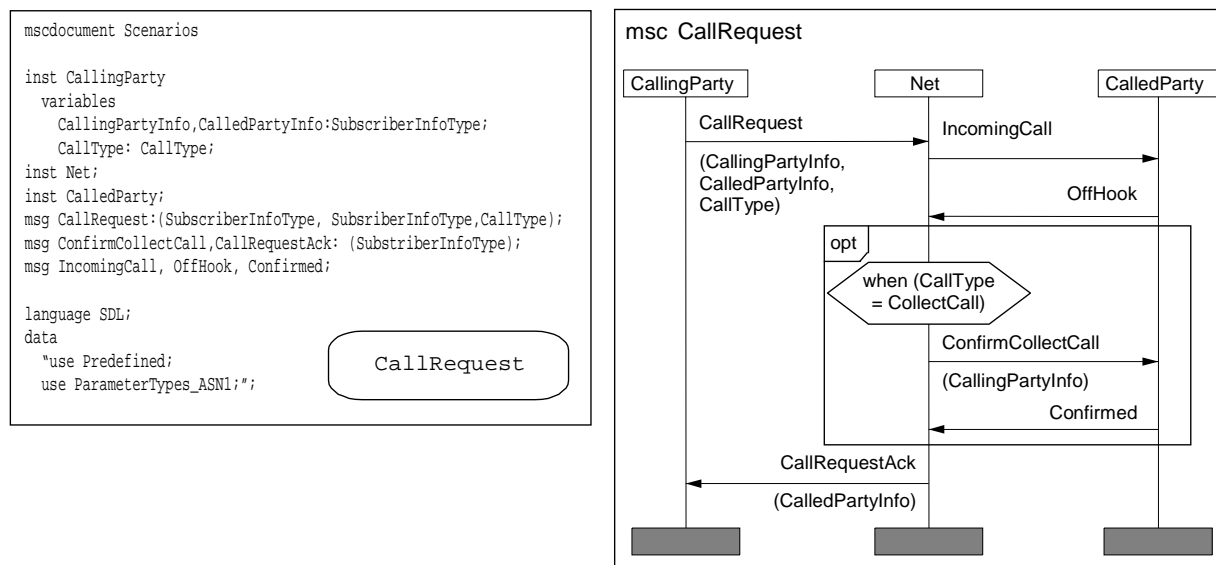 mscdocument Scenarios
inst CallingParty
variables
CallingPartyInfo,CalledPartyInfo:SubscriberInfoType;
CallType: CallType;
inst Net;
inst CalledParty;
msg CallRequest:(SubscriberInfoType, SubsriberInfoType,CallType);
msg ConfirmCollectCall,CallRequestAck: (SubstriberInfoType);
msg IncomingCall, OffHook, Confirmed;
language SDL;
data
"use Predefined;
use ParameterTypes_ASN1;";
CallRequest
msc CallRequest
CallingParty
Net
CalledParty
CallRequest
IncomingCall
(CallingPartyInfo,
CalledPartyInfo,
CallType)
OffHook
opt
when (CallType
= CollectCall)
ConfirmCollectCall
(CallingPartyInfo)
Confirmed
CallRequestAck
(CalledPartyInfo)